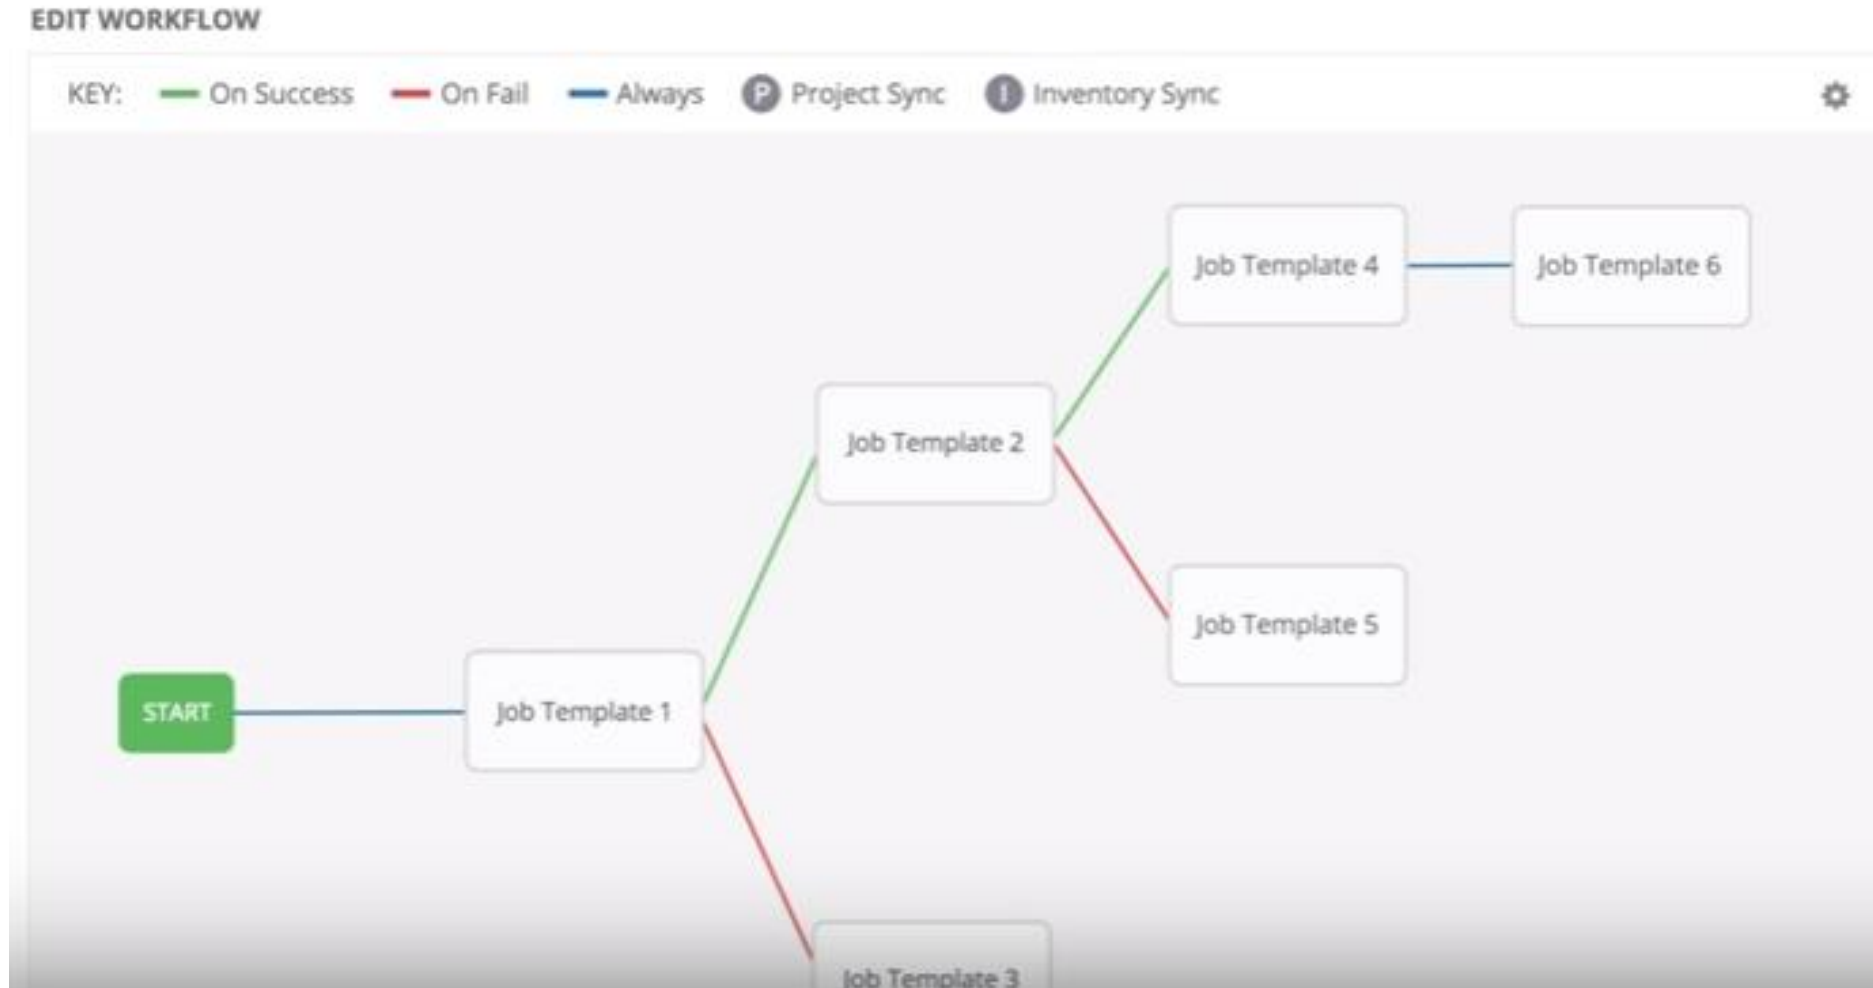 EDIT WORKFLOW
KEY: On Success On Fail Always P Project Sync I Inventory Sync
Job Template 4 Job Template 6
Job Template 2
Job Template 5
START Job Template 1
Job Template 3